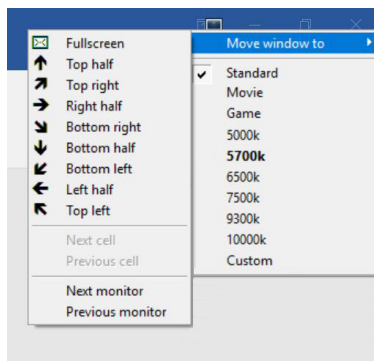 Move window to
Standard
Movie
Game
5000k
5700k
6500k
7500k
9300k
10000k
Custom
Fullscreen
Top half
Top right
Right half
Bottom right
Bottom half
Bottom left
Left half
Top left
Next cell
Previous cell
Next monitor
Previous monitor